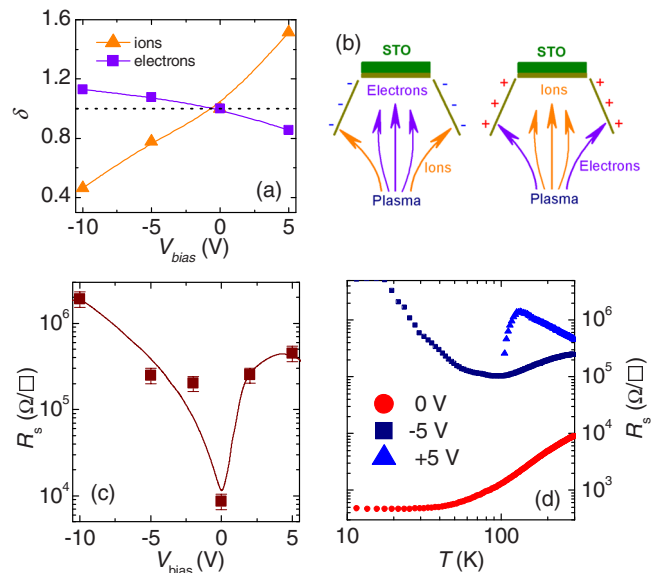 1.6
1.2
0.8
0.4
δ
ions
electrons
(a)
-10 -5 0 5
V_bias (V)
(b)
STO
Electrons
Ions
Plasma
- - - - - -
STO
Ions
Electrons
Plasma
+ + + + + +
10^6
10^5
10^4
R_s (Ω/□)
(c)
-10 -5 0 5
V_bias (V)
0 V
-5 V
+5 V
(d)
10 100
T (K)
10^6
10^5
10^4
10^3
R_s (Ω/□)